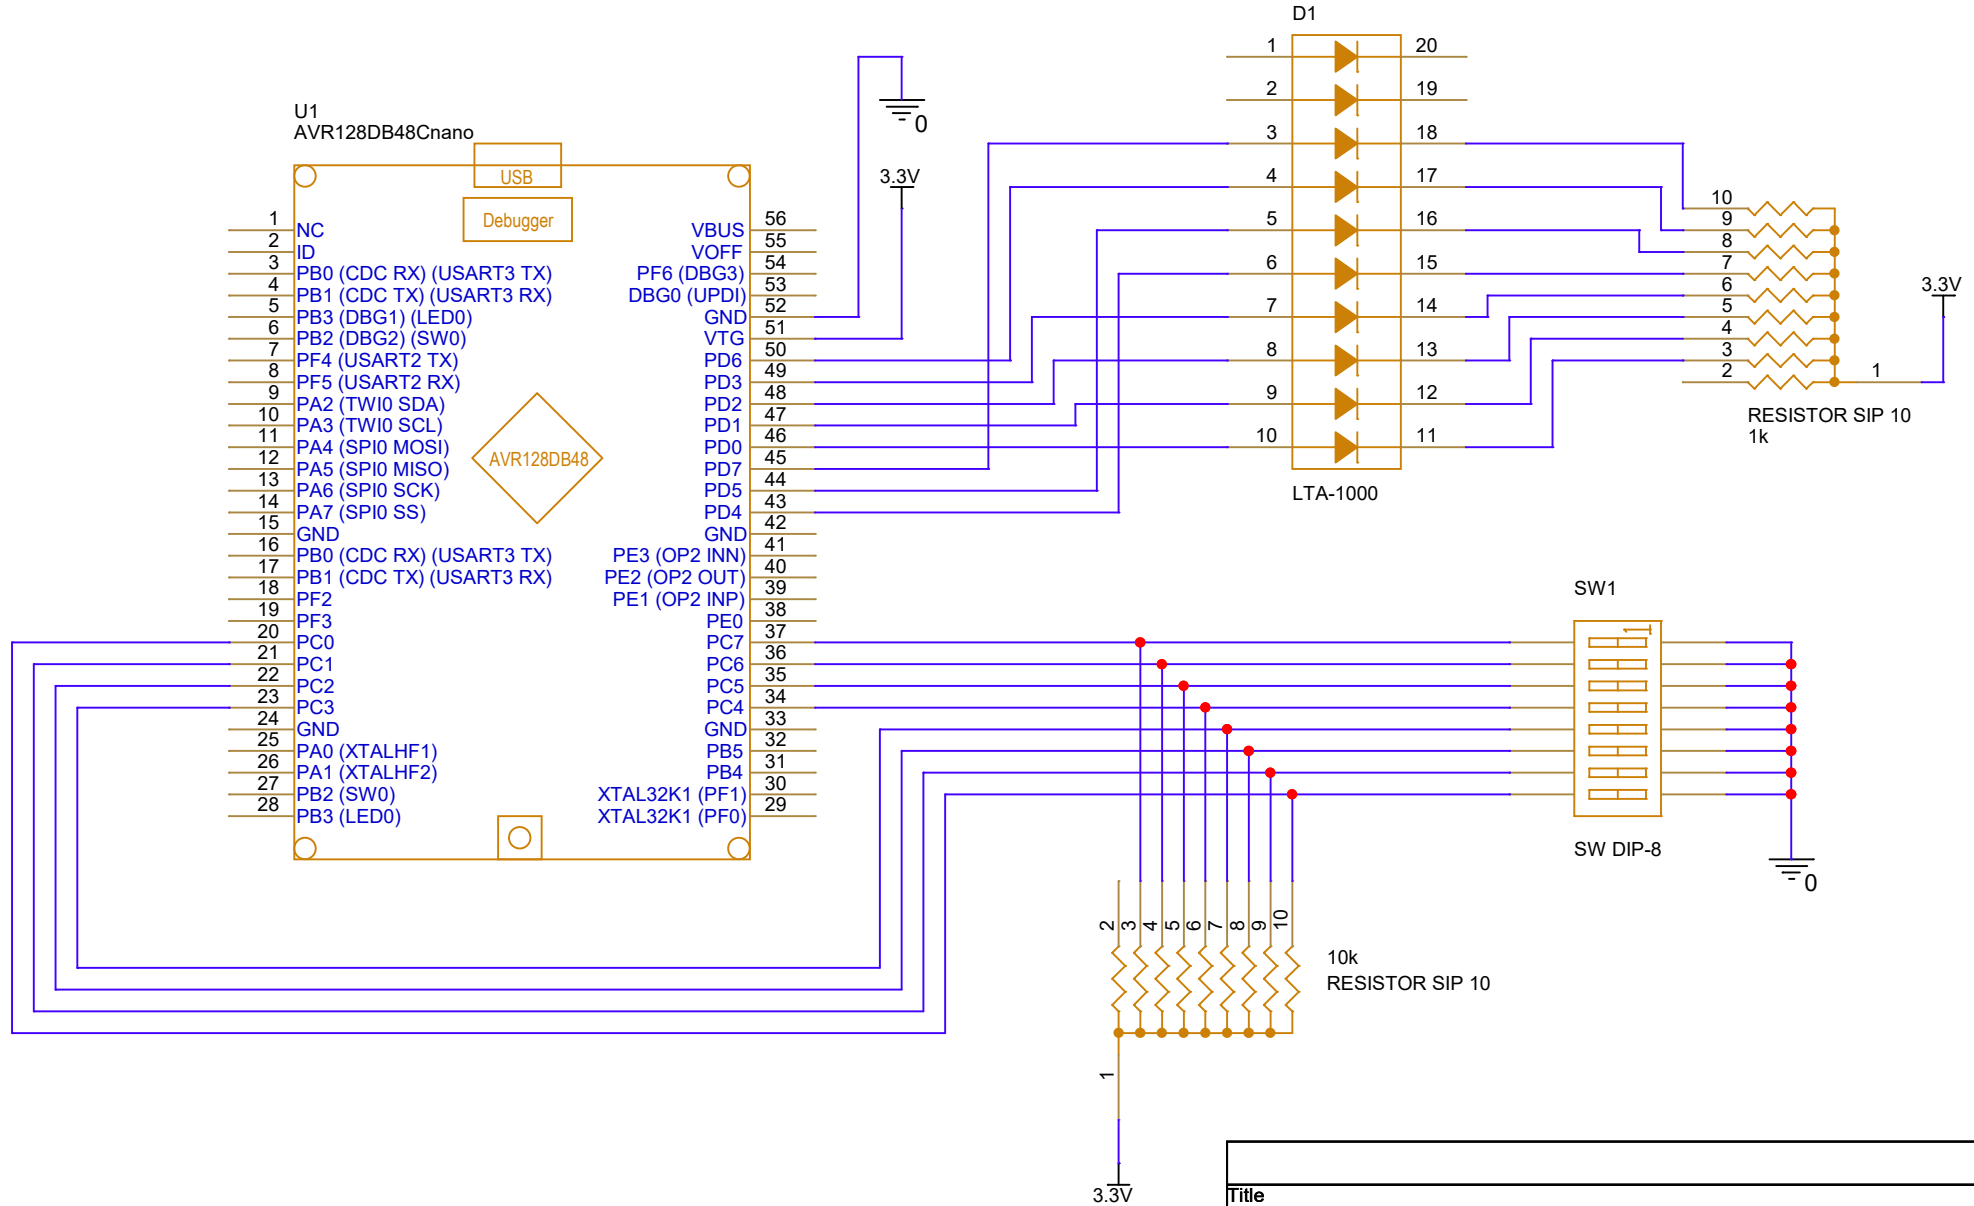 U1
AVR128DB48Cnano
USB
Debugger
AVR128DB48
1 NC
2 ID
3 PB0 (CDC RX) (USART3 TX)
4 PB1 (CDC TX) (USART3 RX)
5 PB3 (DBG1) (LED0)
6 PB2 (DBG2) (SW0)
7 PF4 (USART2 TX)
8 PF5 (USART2 RX)
9 PA2 (TWI0 SDA)
10 PA3 (TWI0 SCL)
11 PA4 (SPI0 MOSI)
12 PA5 (SPI0 MISO)
13 PA6 (SPI0 SCK)
14 PA7 (SPI0 SS)
15 GND
16 PB0 (CDC RX) (USART3 TX)
17 PB1 (CDC TX) (USART3 RX)
18 PF2
19 PF3
20 PC0
21 PC1
22 PC2
23 PC3
24 GND
25 PA0 (XTALHF1)
26 PA1 (XTALHF2)
27 PB2 (SW0)
28 PB3 (LED0)
VBUS 56
VOFF 55
PF6 (DBG3) 54
DBG0 (UPDI) 53
GND 52
VTG 51
PD6 50
PD3 49
PD2 48
PD1 47
PD0 46
PD7 45
PD5 44
PD4 43
GND 42
PE3 (OP2 INN) 41
PE2 (OP2 OUT) 40
PE1 (OP2 INP) 39
PE0 38
PC7 37
PC6 36
PC5 35
PC4 34
GND 33
PB5 32
PB4 31
XTAL32K1 (PF1) 30
XTAL32K1 (PF0) 29
0
3.3V
D1
1 20
2 19
3 18
4 17
5 16
6 15
7 14
8 13
9 12
10 11
LTA-1000
10
9
8
7
6
5
4
3
2
1
3.3V
RESISTOR SIP 10
1k
SW1
1
SW DIP-8
0
2 3 4 5 6 7 8 9 10
10k
RESISTOR SIP 10
1
3.3V
Title